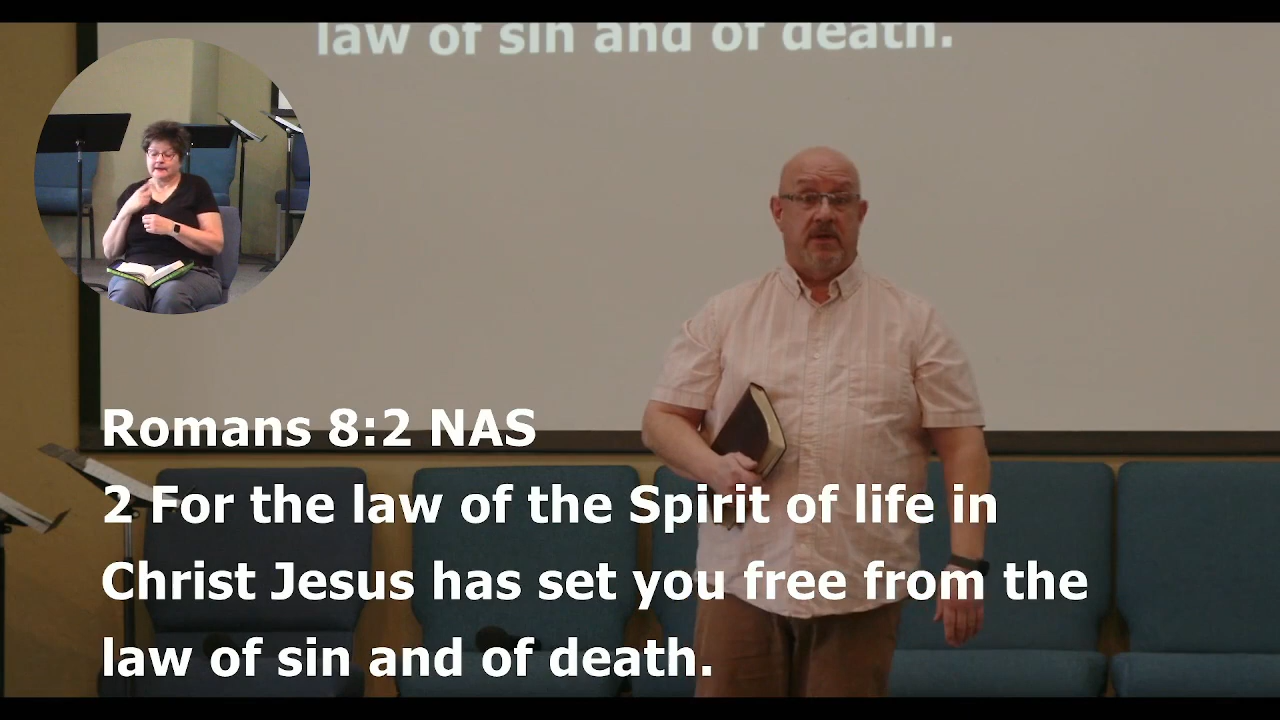 law of sin and of death.
Romans 8:2 NAS
2 For the law of the Spirit of life in
Christ Jesus has set you free from the
law of sin and of death.